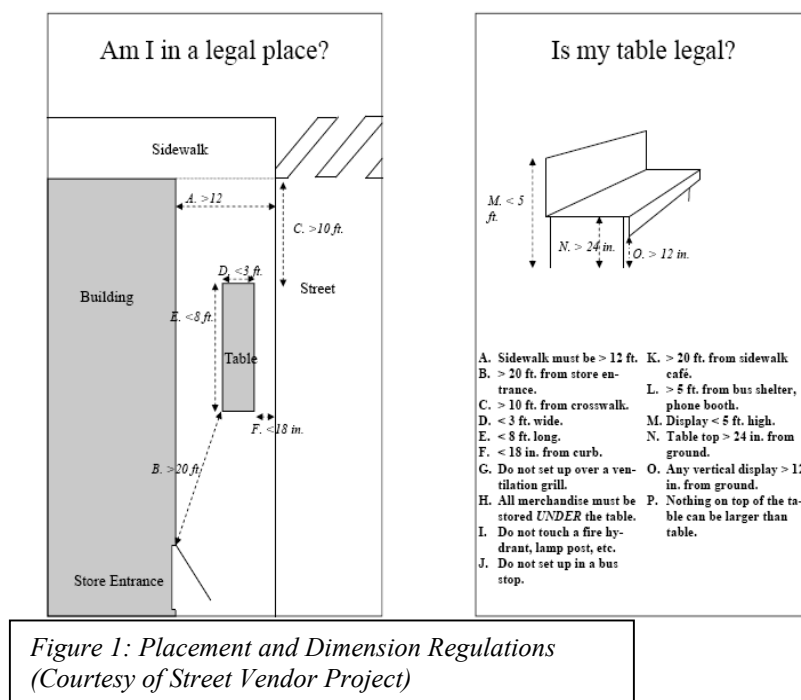 Am I in a legal place?
Sidewalk
A. >12
C. >10 ft.
D. <3 ft.
Building
Street
E. <8 ft.
Table
F. <18 in.
B. >20 ft.
Store Entrance
Is my table legal?
M. < 5
ft.
N. > 24 in.
O. > 12 in.
A. Sidewalk must be > 12 ft.
B. > 20 ft. from store en-
trance.
C. > 10 ft. from crosswalk.
D. < 3 ft. wide.
E. < 8 ft. long.
F. < 18 in. from curb.
G. Do not set up over a ven-
tilation grill.
H. All merchandise must be
stored UNDER the table.
I. Do not touch a fire hy-
drant, lamp post, etc.
J. Do not set up in a bus
stop.
K. > 20 ft. from sidewalk
café.
L. > 5 ft. from bus shelter,
phone booth.
M. Display < 5 ft. high.
N. Table top > 24 in. from
ground.
O. Any vertical display > 12
in. from ground.
P. Nothing on top of the ta-
ble can be larger than
table.
Figure 1: Placement and Dimension Regulations
(Courtesy of Street Vendor Project)